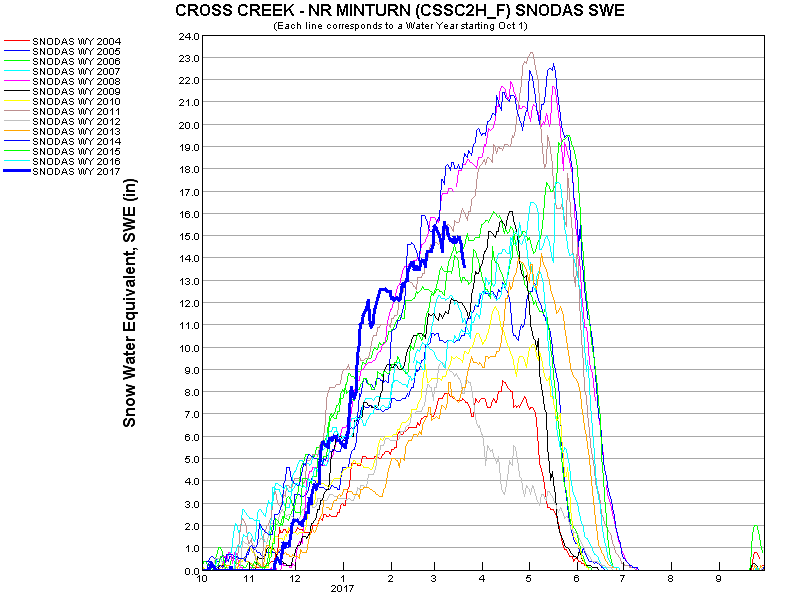 CROSS CREEK - NR MINTURN (CSSC2H_F) SNODAS SWE
(Each line corresponds to a Water Year starting Oct 1)
SNODAS WY 2004
SNODAS WY 2005
SNODAS WY 2006
SNODAS WY 2007
SNODAS WY 2008
SNODAS WY 2009
SNODAS WY 2010
SNODAS WY 2011
SNODAS WY 2012
SNODAS WY 2013
SNODAS WY 2014
SNODAS WY 2015
SNODAS WY 2016
SNODAS WY 2017
Snow Water Equivalent, SWE (in)
24.0
23.0
22.0
21.0
20.0
19.0
18.0
17.0
16.0
15.0
14.0
13.0
12.0
11.0
10.0
9.0
8.0
7.0
6.0
5.0
4.0
3.0
2.0
1.0
0.0
10 11 12 1 2 3 4 5 6 7 8 9
2017